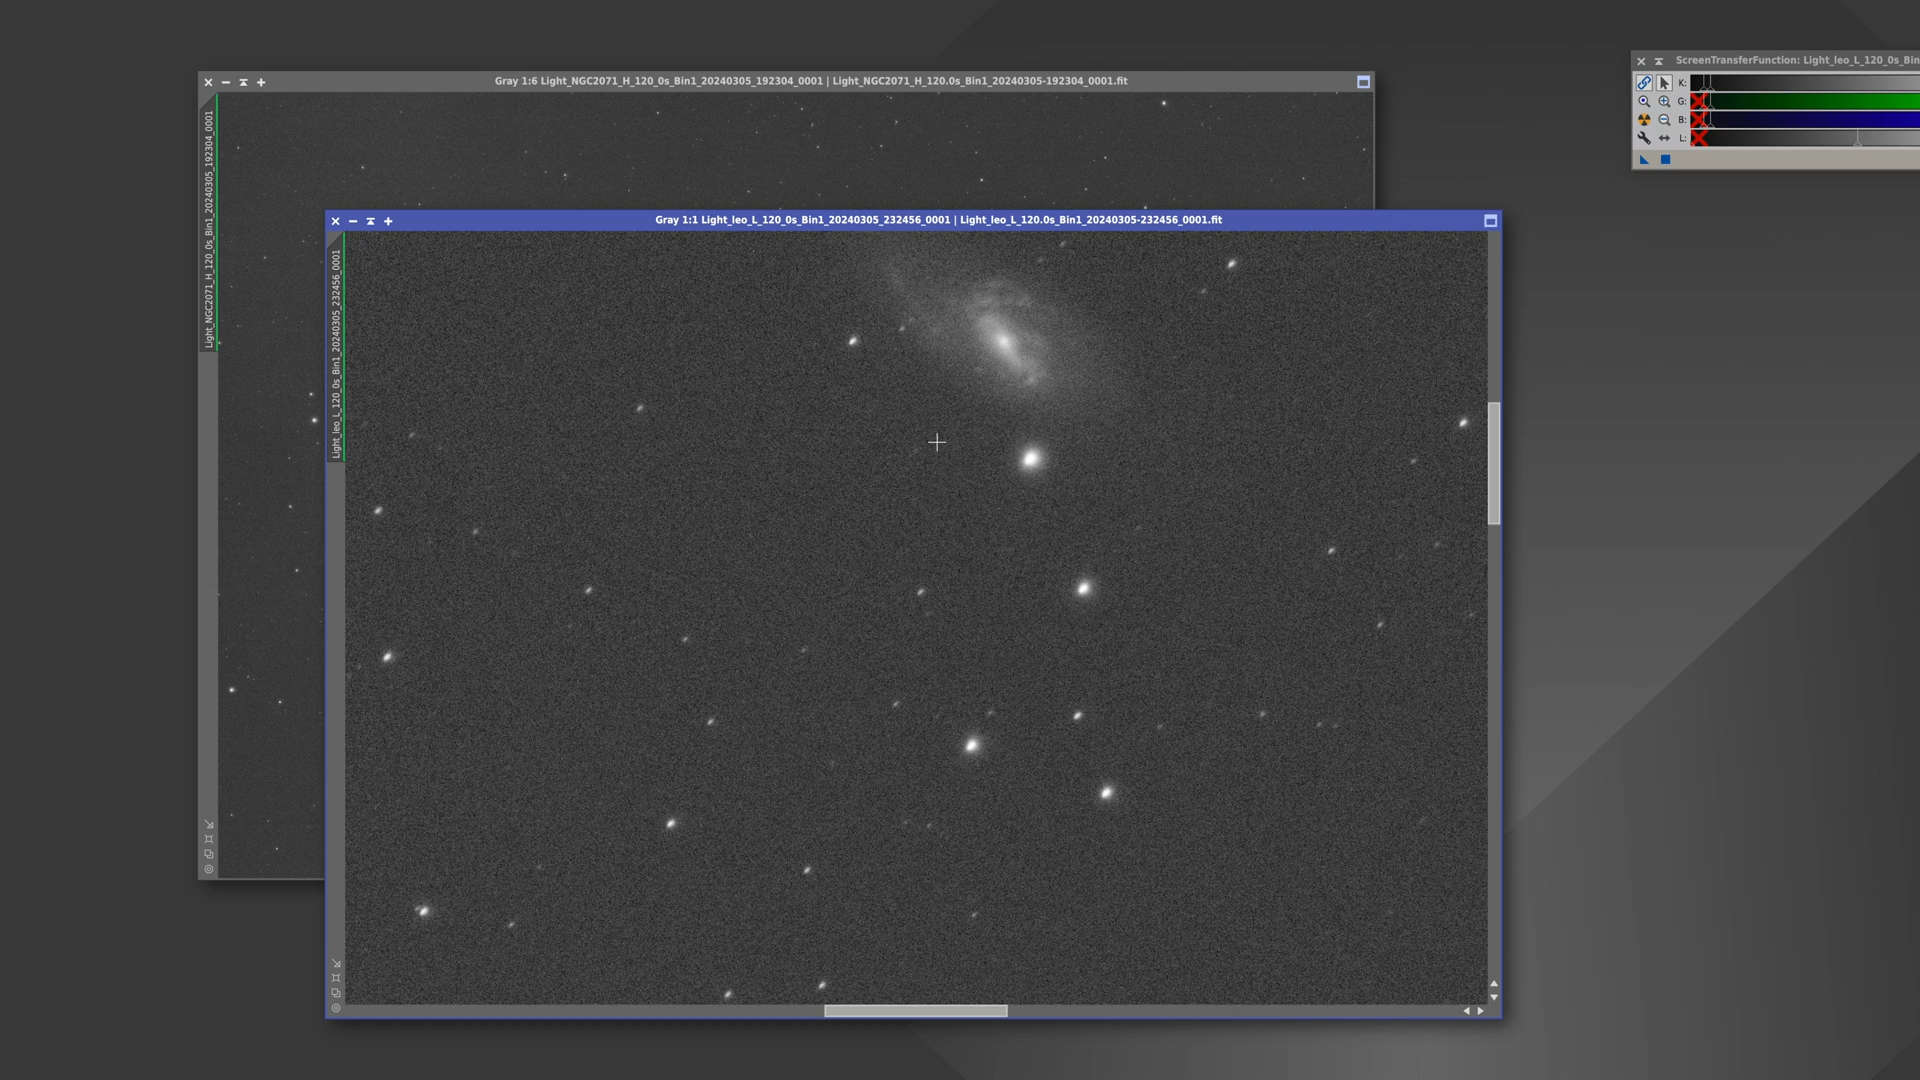 ScreenTransferFunction: Light_leo_L_120_0s_Bin
Gray 1:6 Light_NGC2071_H_120_0s_Bin1_20240305_192304_0001 | Light_NGC2071_H_120.0s_Bin1_20240305-192304_0001.fit
K:
G:
B:
L:
Light_NGC2071_H_120_0s_Bin1_20240305_192304_0001
Gray 1:1 Light_leo_L_120_0s_Bin1_20240305_232456_0001 | Light_leo_L_120.0s_Bin1_20240305-232456_0001.fit
Light_leo_L_120_0s_Bin1_20240305_232456_0001